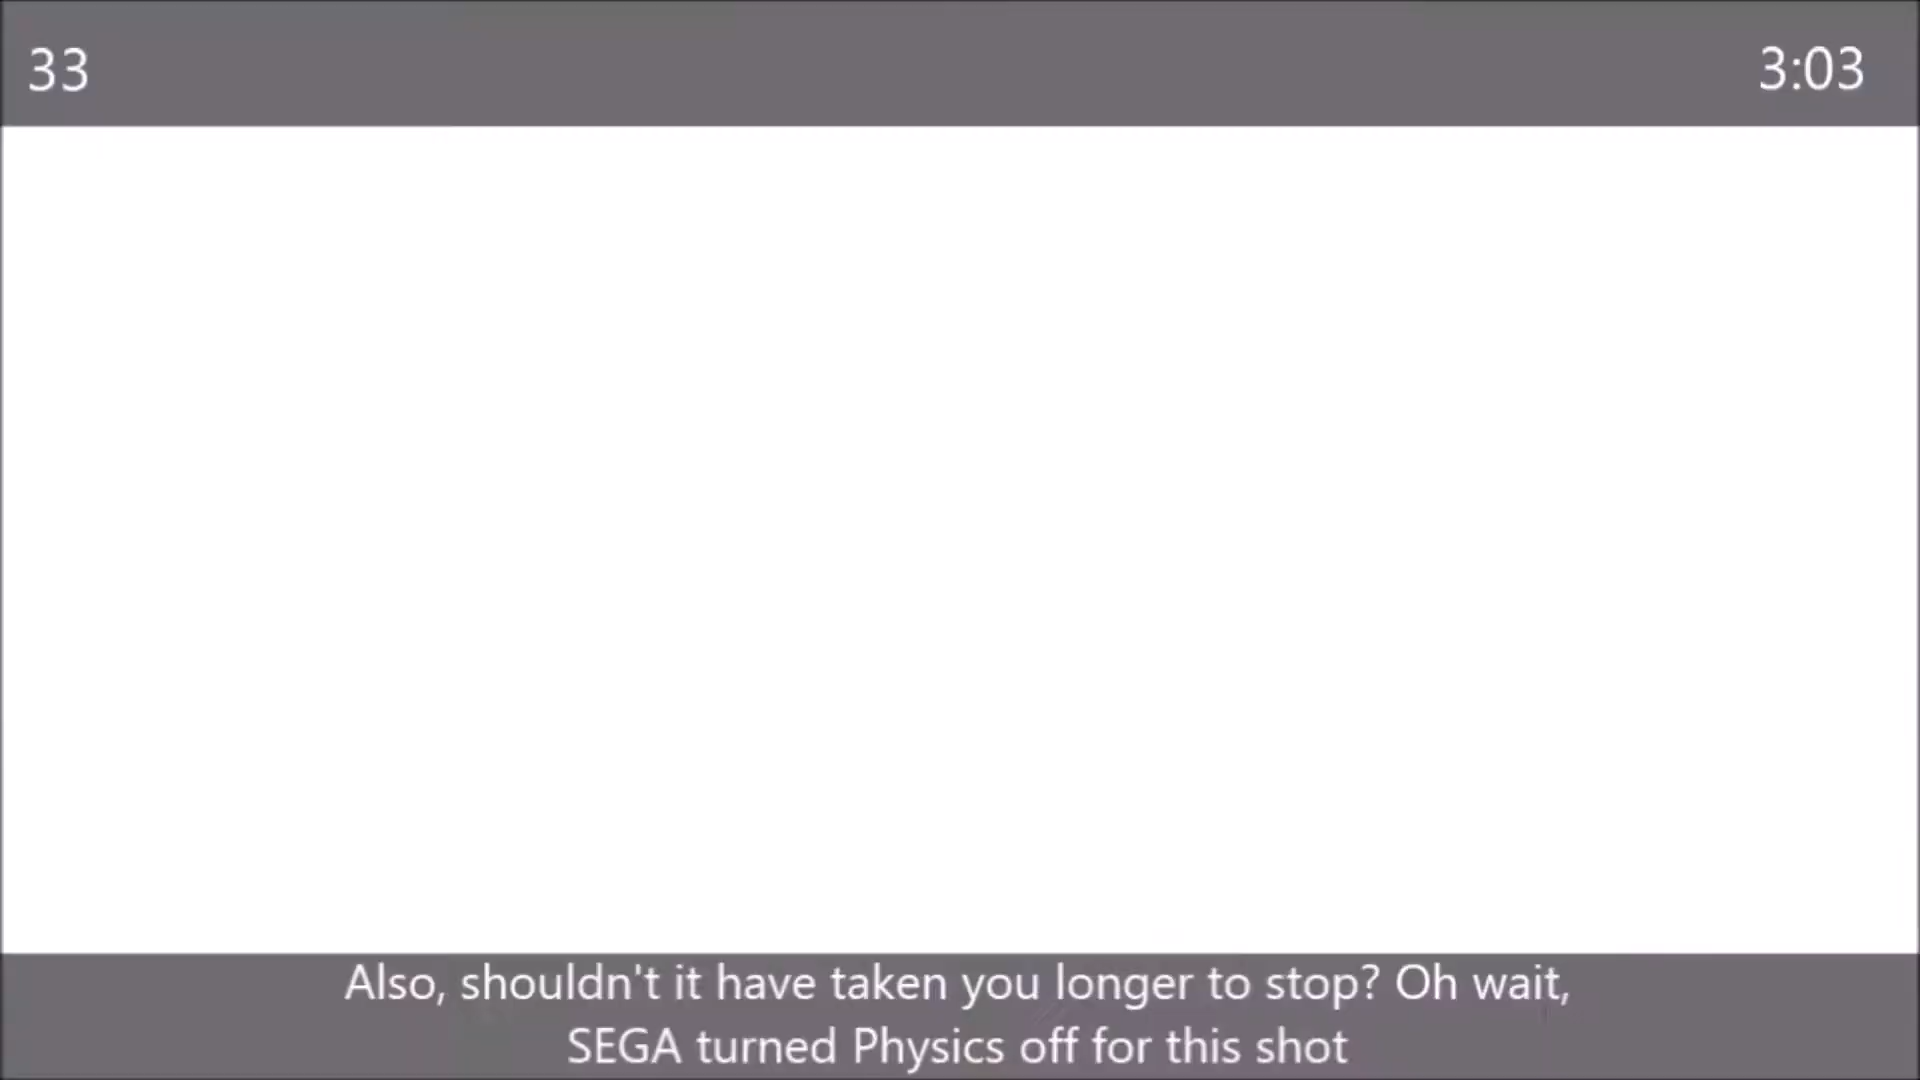 33
3:03
Also, shouldn't it have taken you longer to stop? Oh wait,
SEGA turned Physics off for this shot